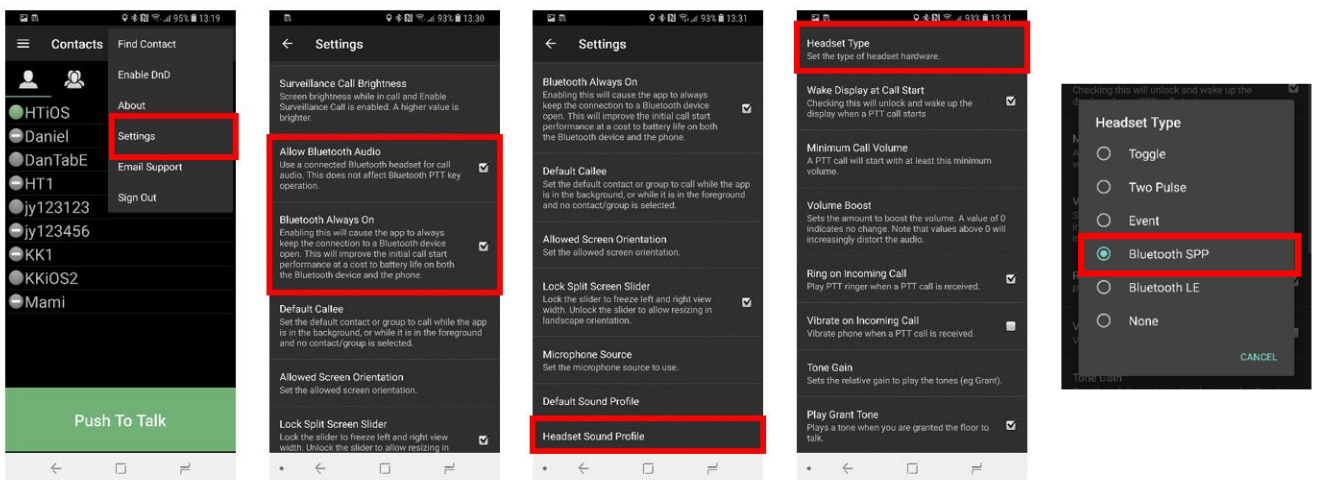 95% 13:19
Contacts
Find Contact
Enable DnD
About
Settings
Email Support
Sign Out
HTiOS
Daniel
DanTabE
HT1
jy123123
jy123456
KK1
KKiOS2
Mami
Push To Talk
93% 13:30
Settings
Surveillance Call Brightness
Screen brightness while in call and Enable
Surveillance Call is enabled. A higher value is
brighter.
Allow Bluetooth Audio
Use a connected Bluetooth headset for call
audio. This does not affect Bluetooth PTT key
operation.
Bluetooth Always On
Enabling this will cause the app to always
keep the connection to a Bluetooth device
open. This will improve the initial call start
performance at a cost to battery life on both
the Bluetooth device and the phone.
Default Callee
Set the default contact or group to call while the app
is in the background, or while it is in the foreground
and no contact/group is selected.
Allowed Screen Orientation
Set the allowed screen orientation.
Lock Split Screen Slider
Lock the slider to freeze left and right view
width. Unlock the slider to allow resizing in
93% 13:31
Settings
Bluetooth Always On
Enabling this will cause the app to always
keep the connection to a Bluetooth device
open. This will improve the initial call start
performance at a cost to battery life on both
the Bluetooth device and the phone.
Default Callee
Set the default contact or group to call while the app
is in the background, or while it is in the foreground
and no contact/group is selected.
Allowed Screen Orientation
Set the allowed screen orientation.
Lock Split Screen Slider
Lock the slider to freeze left and right view
width. Unlock the slider to allow resizing in
landscape orientation.
Microphone Source
Set the microphone source to use.
Default Sound Profile
Headset Sound Profile
93% 13:31
Headset Type
Set the type of headset hardware.
Wake Display at Call Start
Checking this will unlock and wake up the
display when a PTT call starts
Minimum Call Volume
A PTT call will start with at least this minimum
volume.
Volume Boost
Sets the amount to boost the volume. A value of 0
indicates no change. Note that values above 0 will
increasingly distort the audio.
Ring on Incoming Call
Play PTT ringer when a PTT call is received.
Vibrate on Incoming Call
Vibrate phone when a PTT call is received.
Tone Gain
Sets the relative gain to play the tones (eg Grant).
Play Grant Tone
Plays a tone when you are granted the floor to
talk.
Checking this will unlock and wake up the
Headset Type
Toggle
Two Pulse
Event
Bluetooth SPP
Bluetooth LE
None
CANCEL
Tone Gain